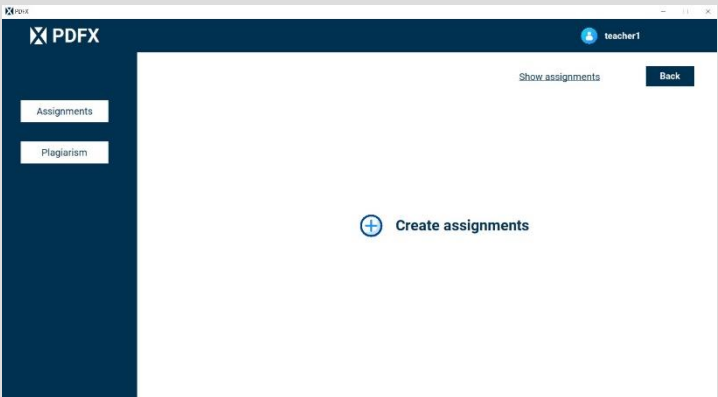 PDFX
PDFX
teacher1
Show assignments
Back
Assignments
Plagiarism
Create assignments